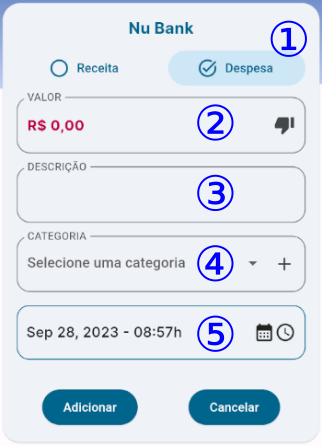 Nu Bank
①
Receita
Despesa
VALOR
R$ 0,00
②
DESCRIÇÃO
③
CATEGORIA
Selecione uma categoria
④
Sep 28, 2023 - 08:57h
⑤
Adicionar
Cancelar